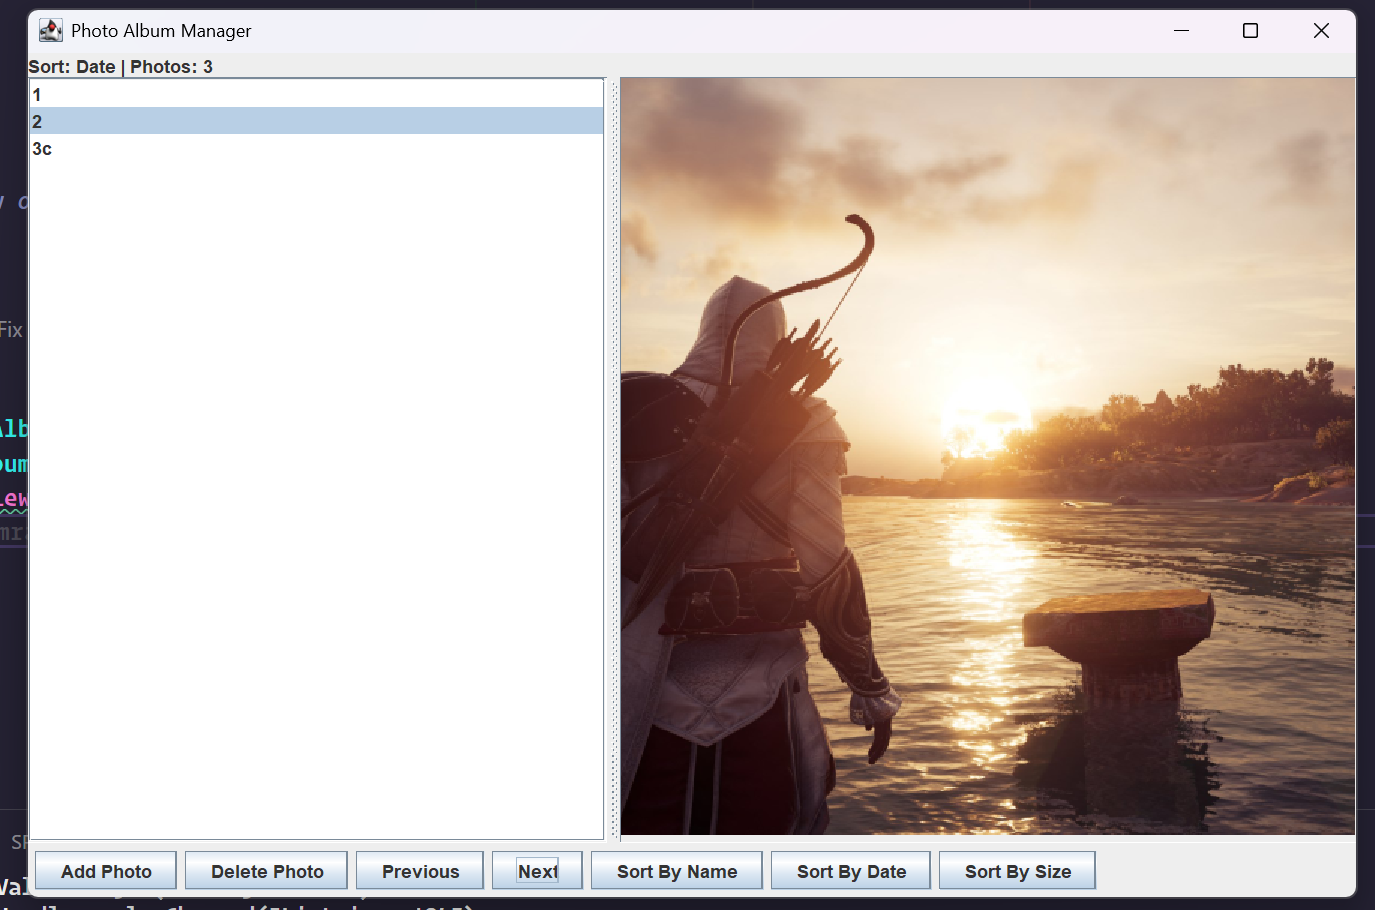 Photo Album Manager
Sort: Date | Photos: 3
1
2
3c
Fix
Add Photo
Delete Photo
Previous
Next
Sort By Name
Sort By Date
Sort By Size